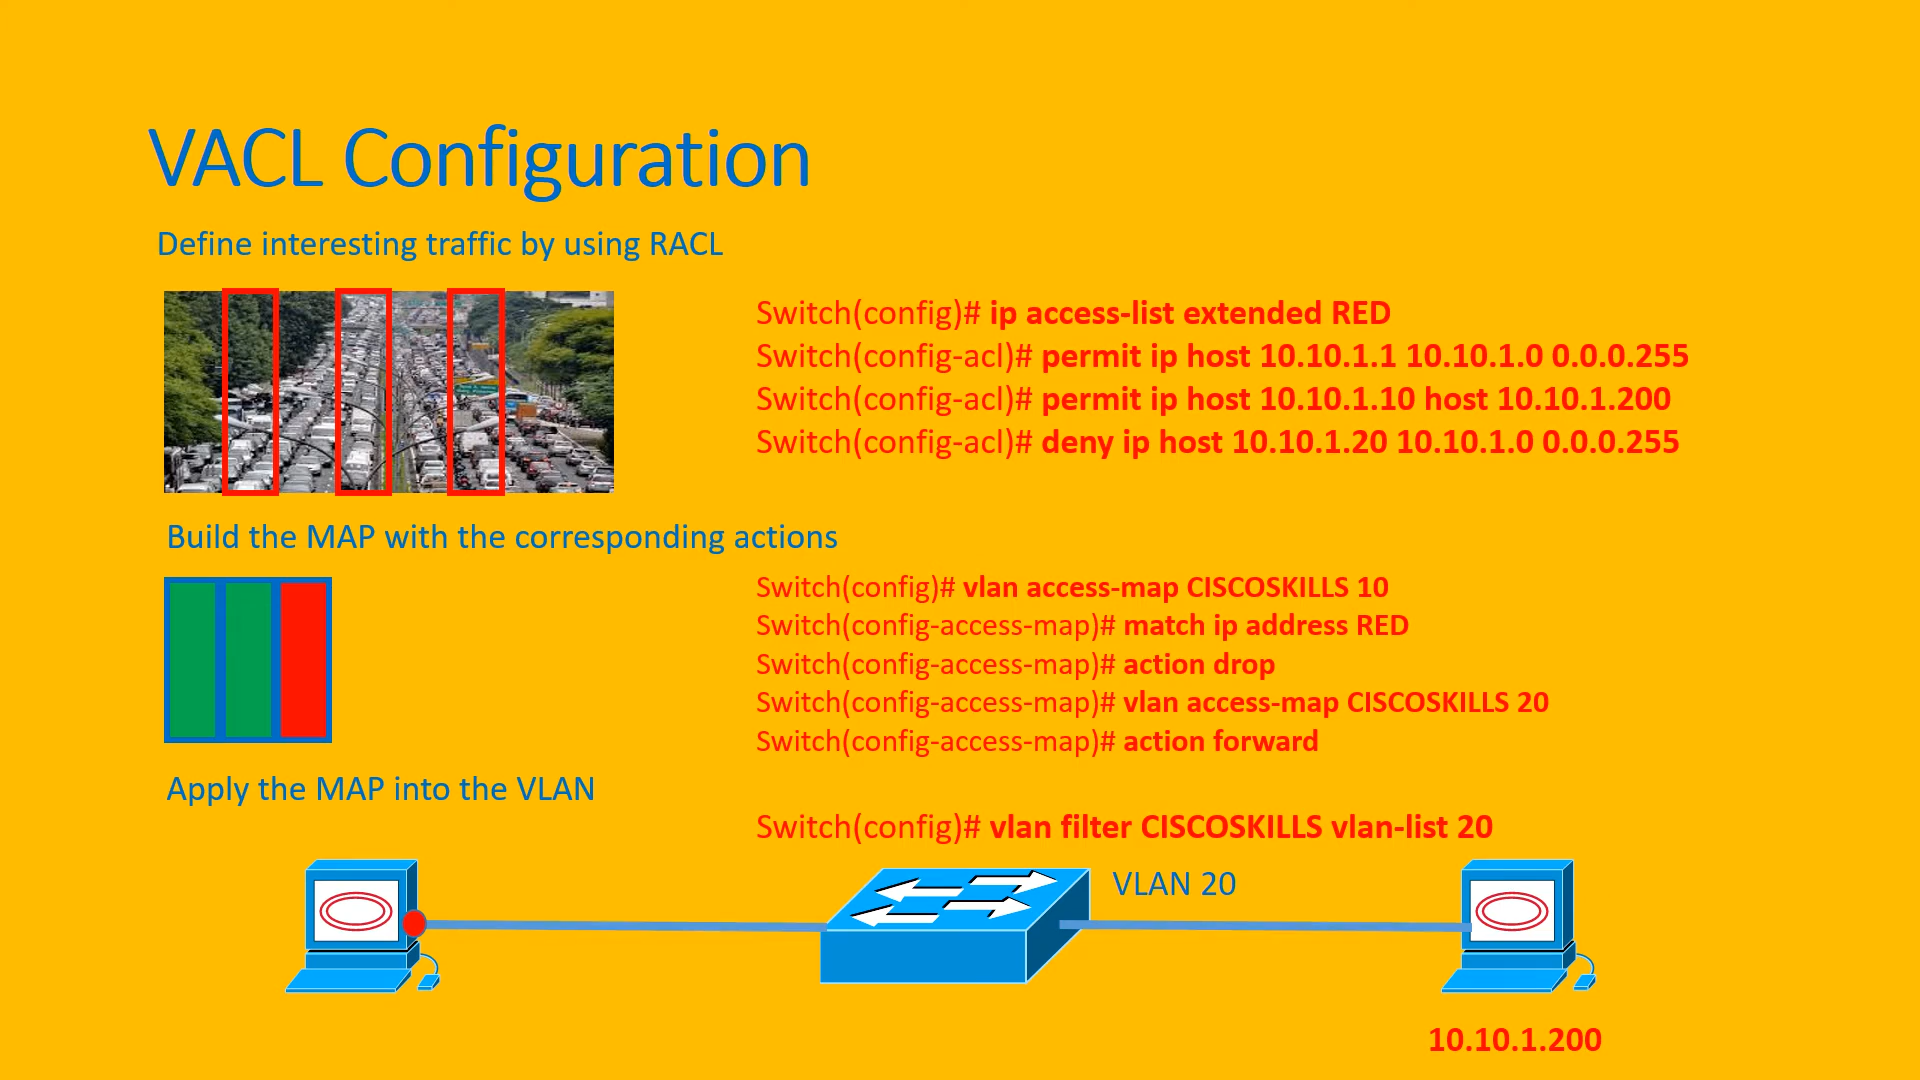 VACL Configuration
Define interesting traffic by using RACL
Switch(config)# ip access-list extended RED
Switch(config-acl)# permit ip host 10.10.1.1 10.10.1.0 0.0.0.255
Switch(config-acl)# permit ip host 10.10.1.10 host 10.10.1.200
Switch(config-acl)# deny ip host 10.10.1.20 10.10.1.0 0.0.0.255
Build the MAP with the corresponding actions
Switch(config)# vlan access-map CISCOSKILLS 10
Switch(config-access-map)# match ip address RED
Switch(config-access-map)# action drop
Switch(config-access-map)# vlan access-map CISCOSKILLS 20
Switch(config-access-map)# action forward
Apply the MAP into the VLAN
Switch(config)# vlan filter CISCOSKILLS vlan-list 20
VLAN 20
10.10.1.200